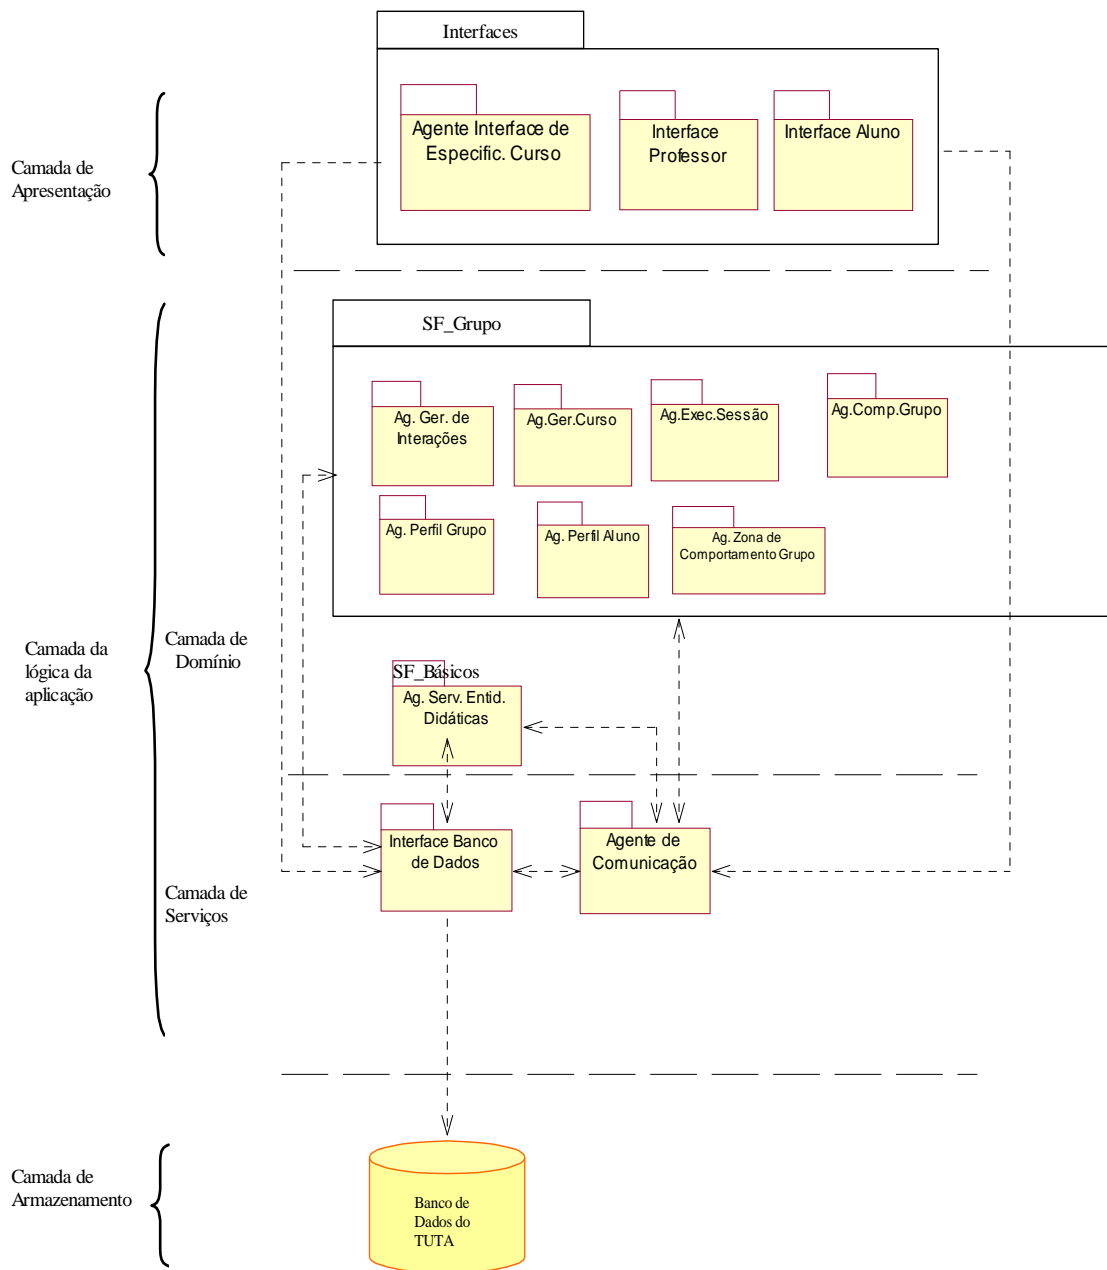 Interfaces
Agente Interface de
Especific. Curso
Interface
Professor
Interface Aluno
Camada de
Apresentação
SF_Grupo
Ag. Ger. de
Interações
Ag.Ger.Curso
Ag.Exec.Sessão
Ag.Comp.Grupo
Ag. Perfil Grupo
Ag. Perfil Aluno
Ag. Zona de
Comportamento Grupo
Camada da
lógica da
aplicação
Camada de
Domínio
SF_Básicos
Ag. Serv. Entid.
Didáticas
Interface Banco
de Dados
Agente de
Comunicação
Camada de
Serviços
Camada de
Armazenamento
Banco de
Dados do
TUTA